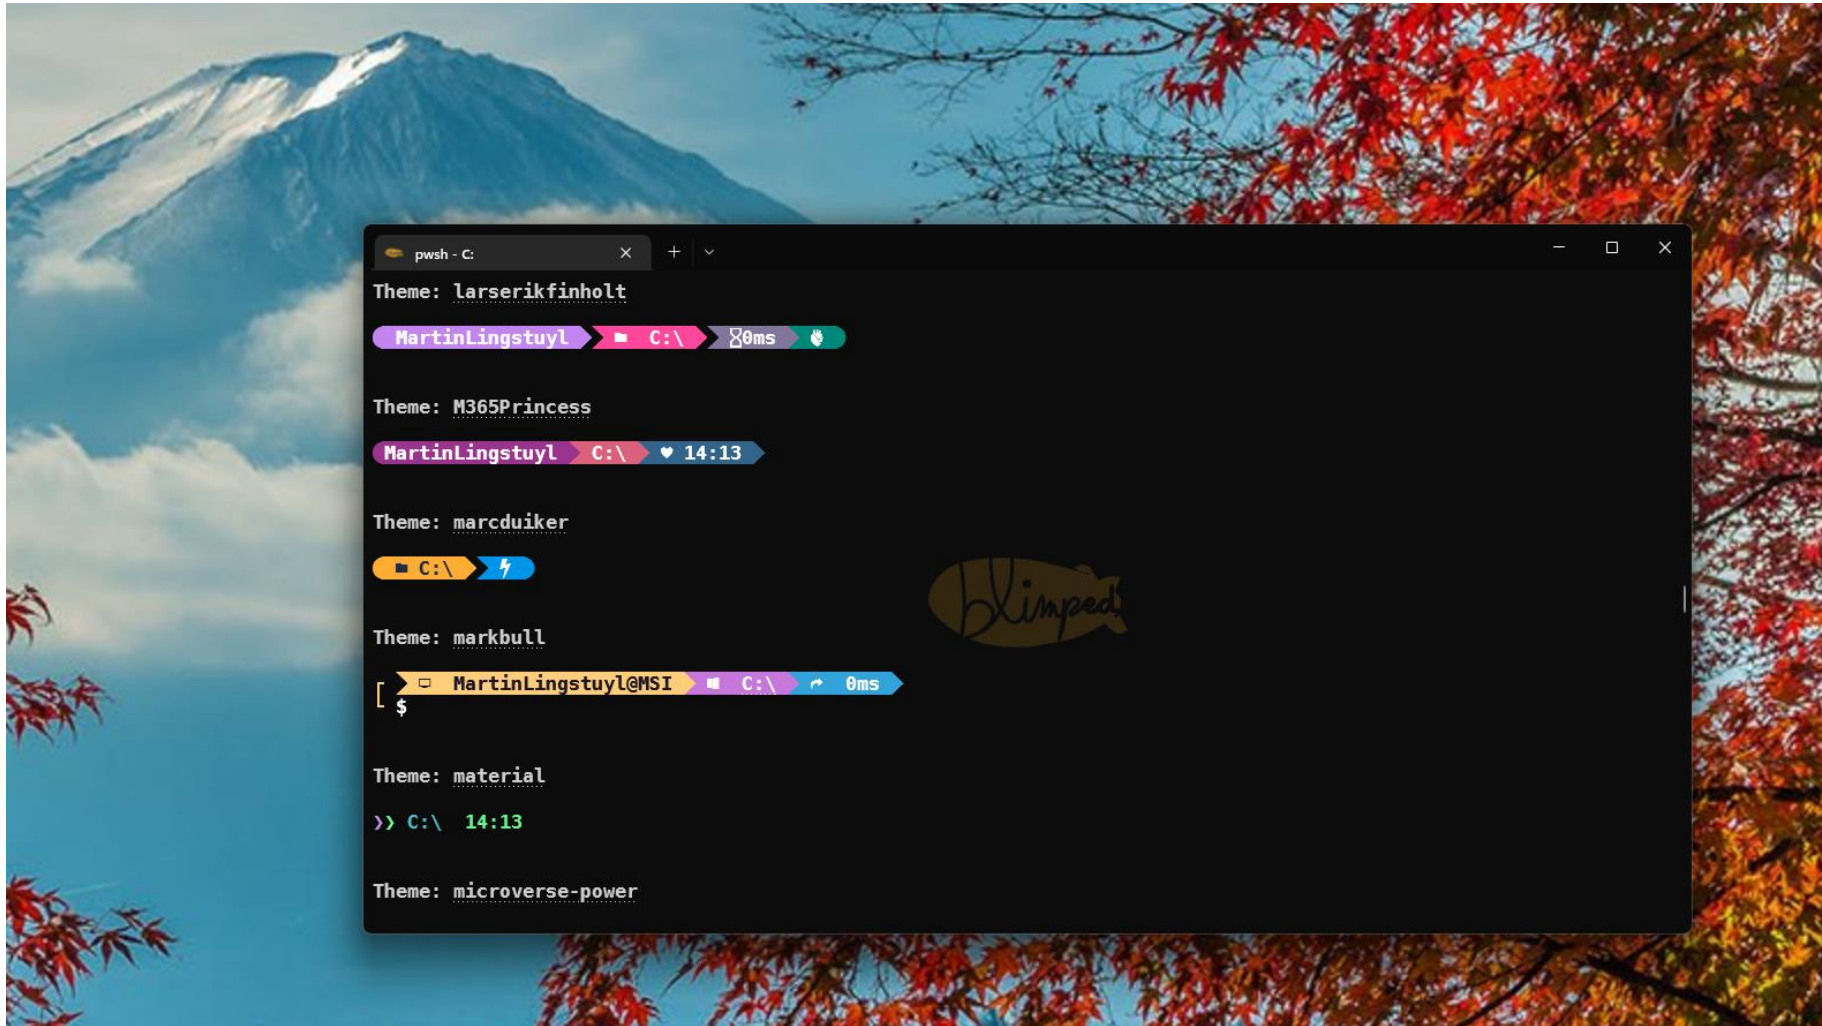 pwsh - C:
Theme: larserikfinholt
MartinLingstuyl C:\ 0ms
Theme: M365Princess
MartinLingstuyl C:\ ♥ 14:13
Theme: marcduiker
C:\
blimped
Theme: markbull
MartinLingstuyl@MSI C:\ 0ms
$
Theme: material
❯❯ C:\ 14:13
Theme: microverse-power